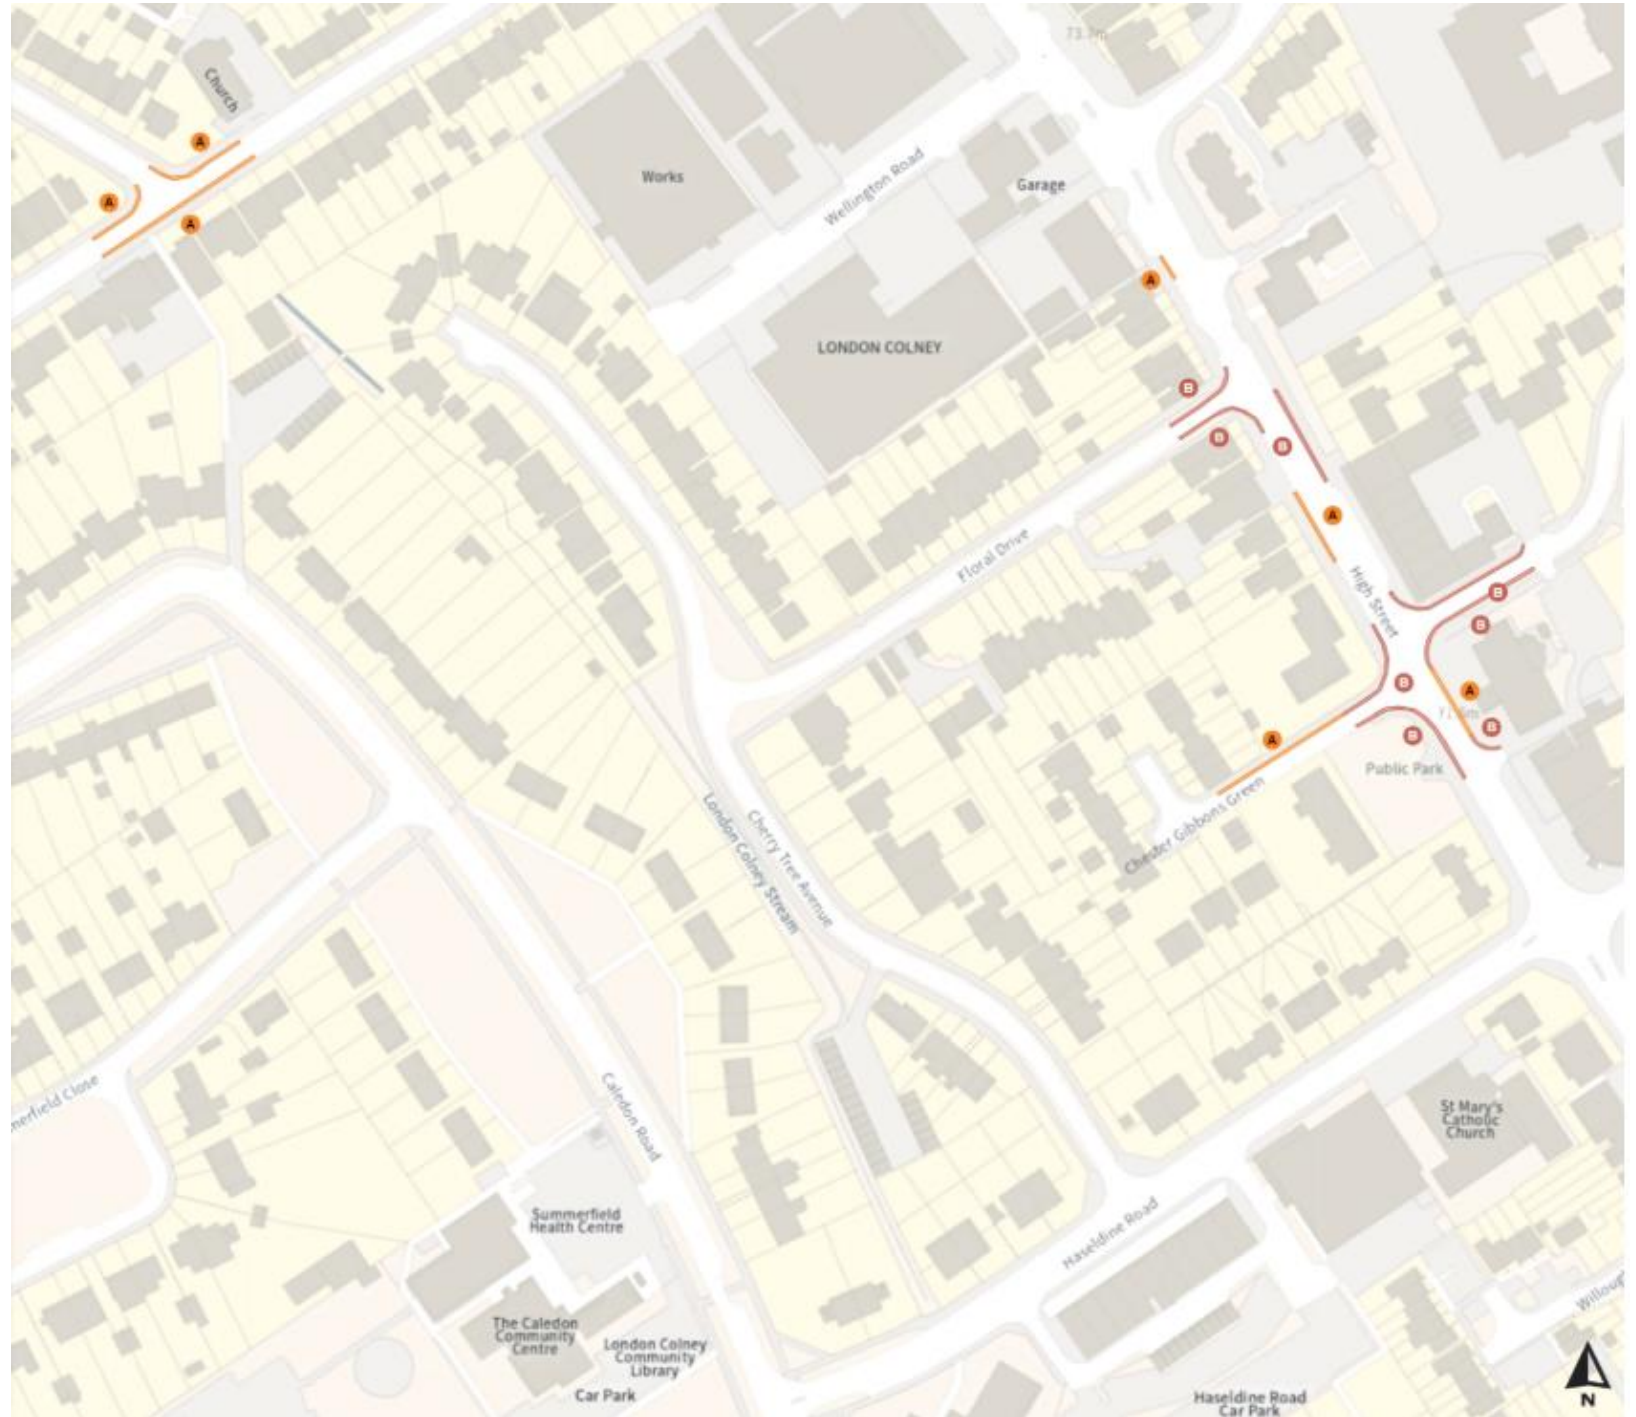 73.7m
Church
A
Works
Wellington Road
Garage
A
A
A
LONDON COLNEY
B
B
B
A
Floral Drive
High Street
B
B
B
A
B
B
A
Public Park
Chester Gibbons Green
London Colney Stream
Cherry Tree Avenue
Caledon Road
St Mary's
Catholic
Church
Summerfield
Health Centre
Haseldine Road
The Caledon
Community
Centre
London Colney
Community
Library
Car Park
Haseldine Road
Car Park
N